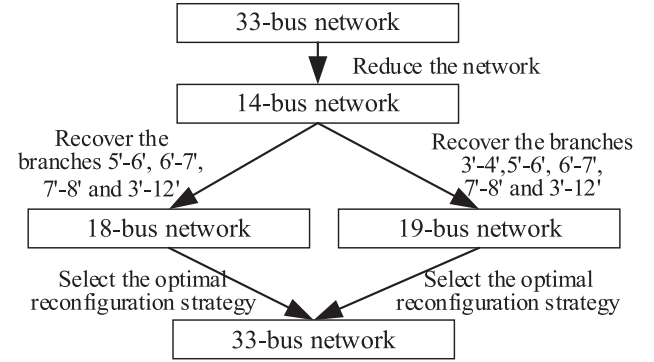 33-bus network
Reduce the network
14-bus network
Recover the
branches 5'-6', 6'-7',
7'-8' and 3'-12'
Recover the branches
3'-4',5'-6', 6'-7',
7'-8' and 3'-12'
18-bus network
19-bus network
Select the optimal
reconfiguration strategy
Select the optimal
reconfiguration strategy
33-bus network